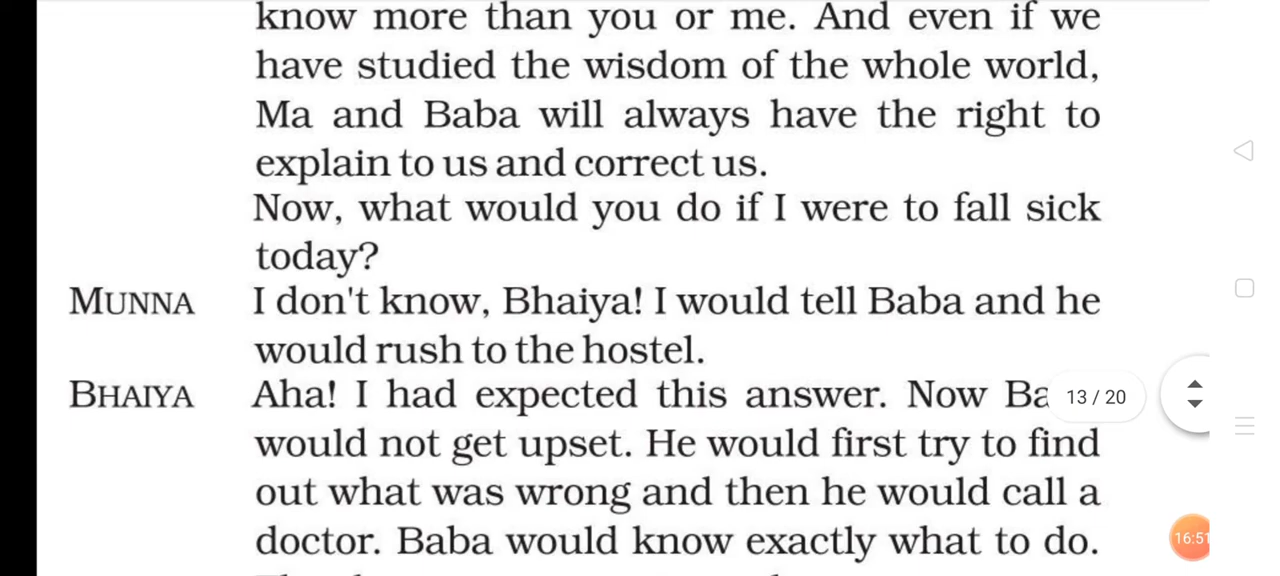 know more than you or me. And even if we
have studied the wisdom of the whole world,
Ma and Baba will always have the right to
explain to us and correct us.
Now, what would you do if I were to fall sick
today?
MUNNA I don't know, Bhaiya! I would tell Baba and he
would rush to the hostel.
BHAIYA Aha! I had expected this answer. Now
13 / 20
would not get upset. He would first try to find
out what was wrong and then he would call a
doctor. Baba would know exactly what to do.
16:51